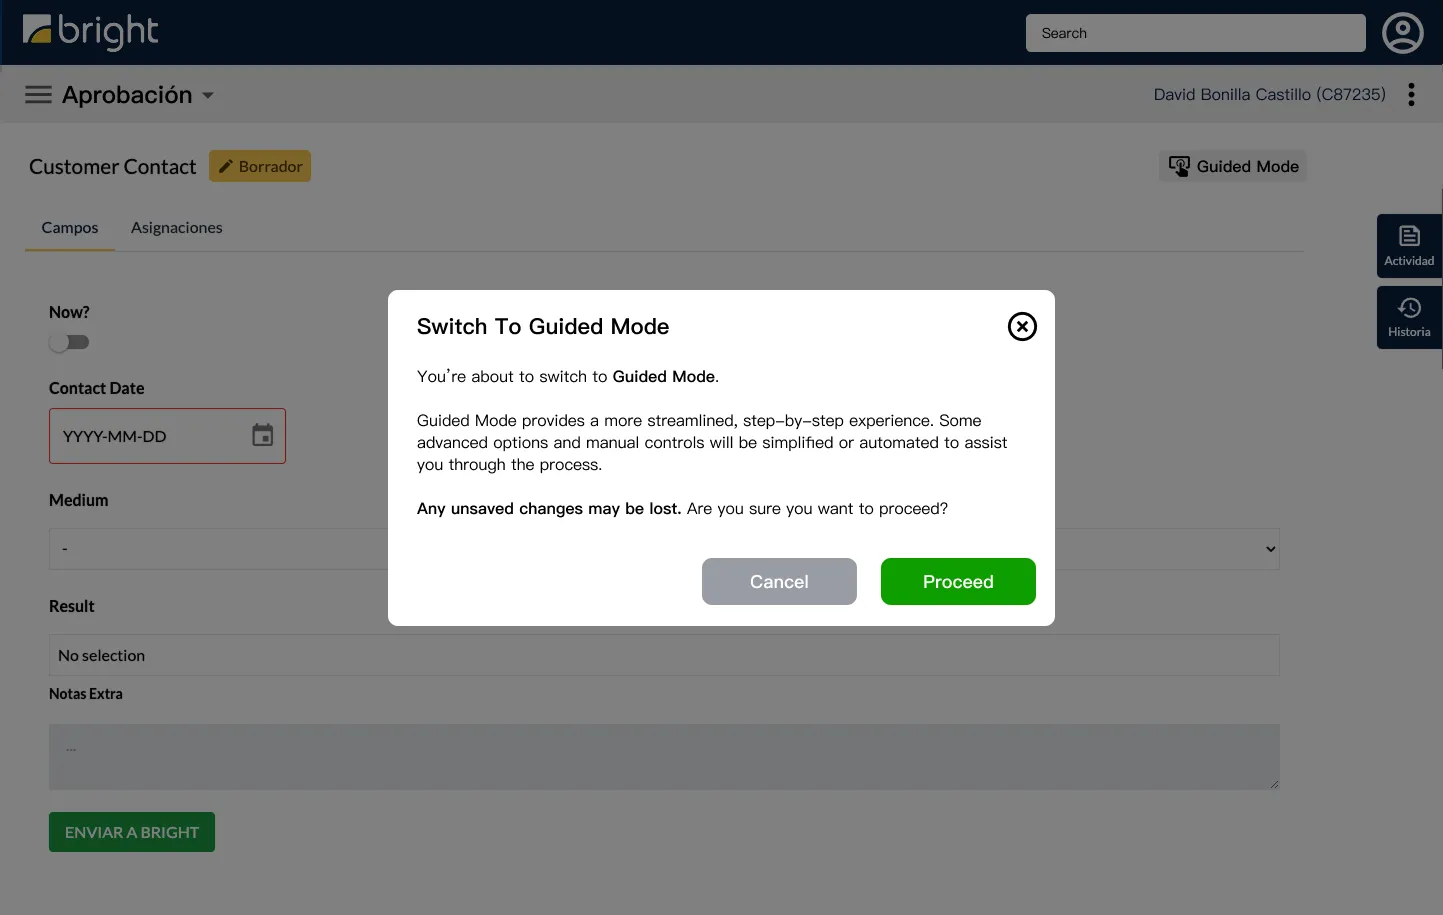 bright
Search
Aprobación
David Bonilla Castillo (C87235)
Customer Contact
Borrador
Guided Mode
Campos
Asignaciones
Actividad
Historia
Now?
Contact Date
YYYY-MM-DD
Medium
-
Result
No selection
Notas Extra
...
ENVIAR A BRIGHT
Switch To Guided Mode
You’re about to switch to Guided Mode.
Guided Mode provides a more streamlined, step-by-step experience. Some
advanced options and manual controls will be simplified or automated to assist
you through the process.
Any unsaved changes may be lost. Are you sure you want to proceed?
Cancel
Proceed